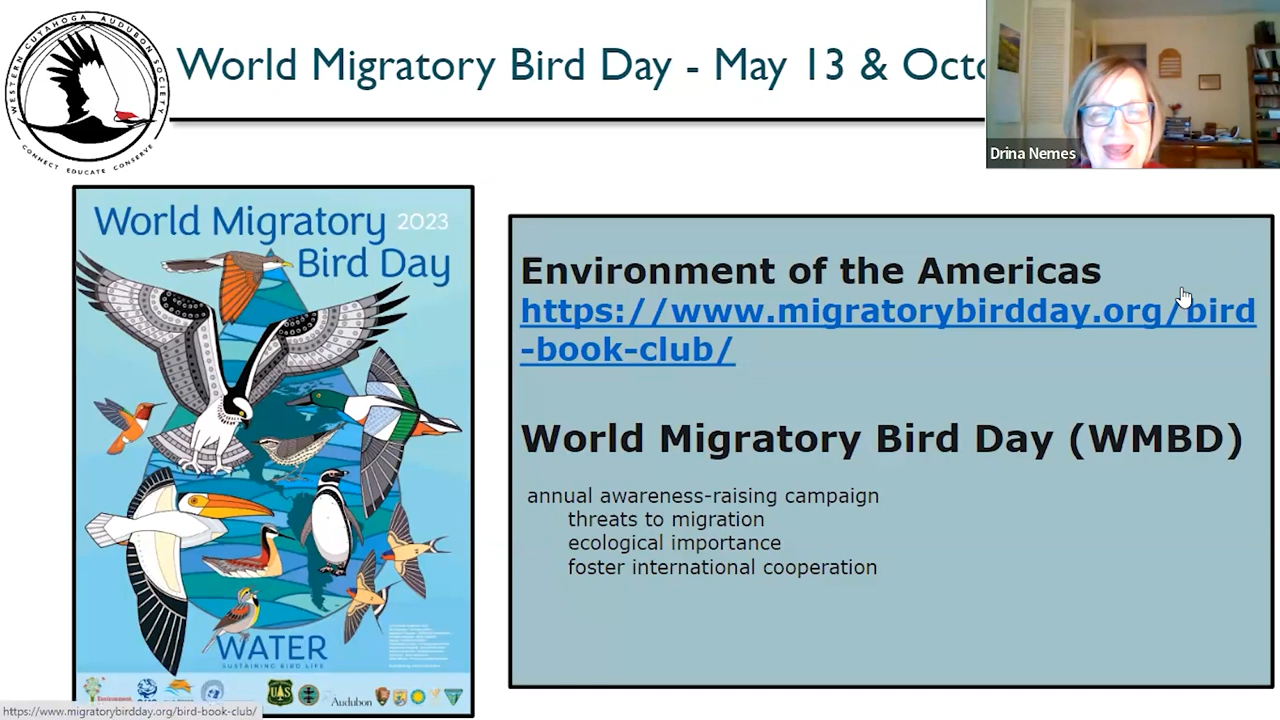 WESTERN CUYAHOGA AUDUBON SOCIETY
CONNECT EDUCATE CONSERVE
World Migratory Bird Day - May 13 & Octo
Drina Nemes
World Migratory 2023
Bird Day
WATER
SUSTAINING BIRD LIFE
Audubon
UAS
Environment of the Americas
https://www.migratorybirdday.org/bird
-book-club/
World Migratory Bird Day (WMBD)
annual awareness-raising campaign
threats to migration
ecological importance
foster international cooperation
https://www.migratorybirdday.org/bird-book-club/